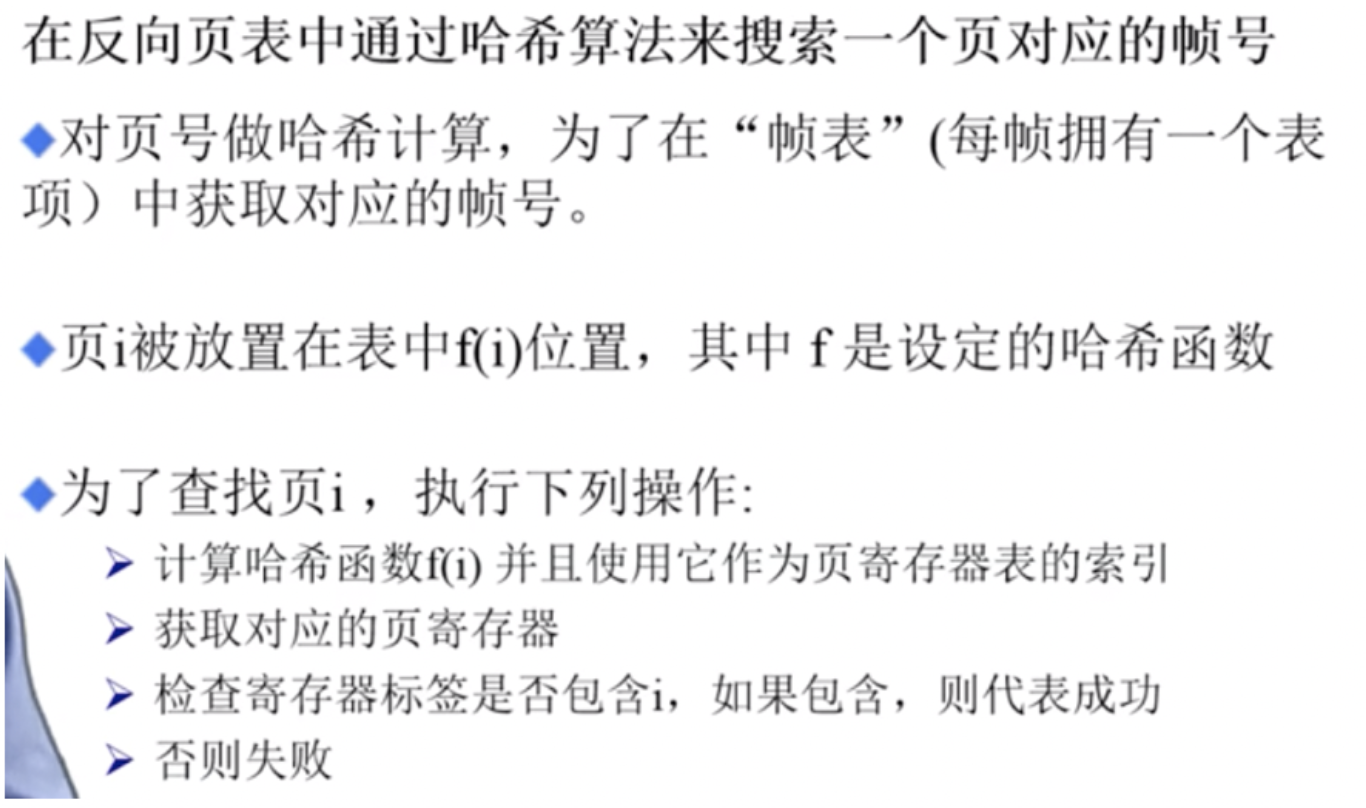 在反向页表中通过哈希算法来搜索一个页对应的帧号
对页号做哈希计算，为了在“帧表”(每帧拥有一个表
项）中获取对应的帧号。
页i被放置在表中f(i)位置，其中 f 是设定的哈希函数
为了查找页i ，执行下列操作:
计算哈希函数f(i) 并且使用它作为页寄存器表的索引
获取对应的页寄存器
检查寄存器标签是否包含i，如果包含，则代表成功
否则失败